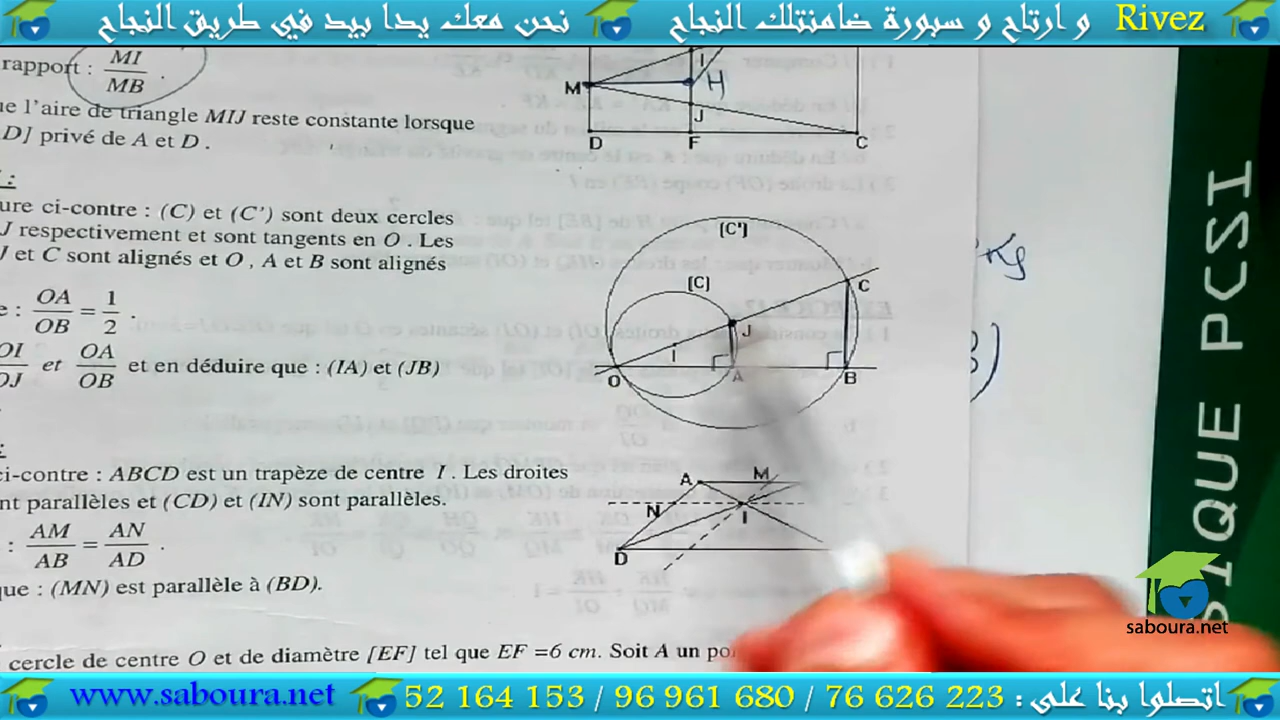 Rivez و ارتاح و سبورة ضامنتلك النجاح نحن معك يدا بيد في طريق النجاح
rapport : MI / MB .
ue l'aire de triangle MIJ reste constante lorsque
D] privé de A et D .
ure ci-contre : (C) et (C') sont deux cercles
J respectivement et sont tangents en O . Les
J et C sont alignés et O , A et B sont alignés
e : OA / OB = 1 / 2 .
OI / OJ et OA / OB et en déduire que : (IA) et (JB)
ci-contre : ABCD est un trapèze de centre I . Les droites
nt parallèles et (CD) et (IN) sont parallèles.
: AM / AB = AN / AD .
que : (MN) est parallèle à (BD).
cercle de centre O et de diamètre [EF] tel que EF =6 cm. Soit A un po
M I H J D F C
(C') (C) C J I O A B
A M N I D
SIQUE PCSI
saboura.net
www.saboura.net 52 164 153 / 96 961 680 / 76 626 223 : اتصلوا بنا على